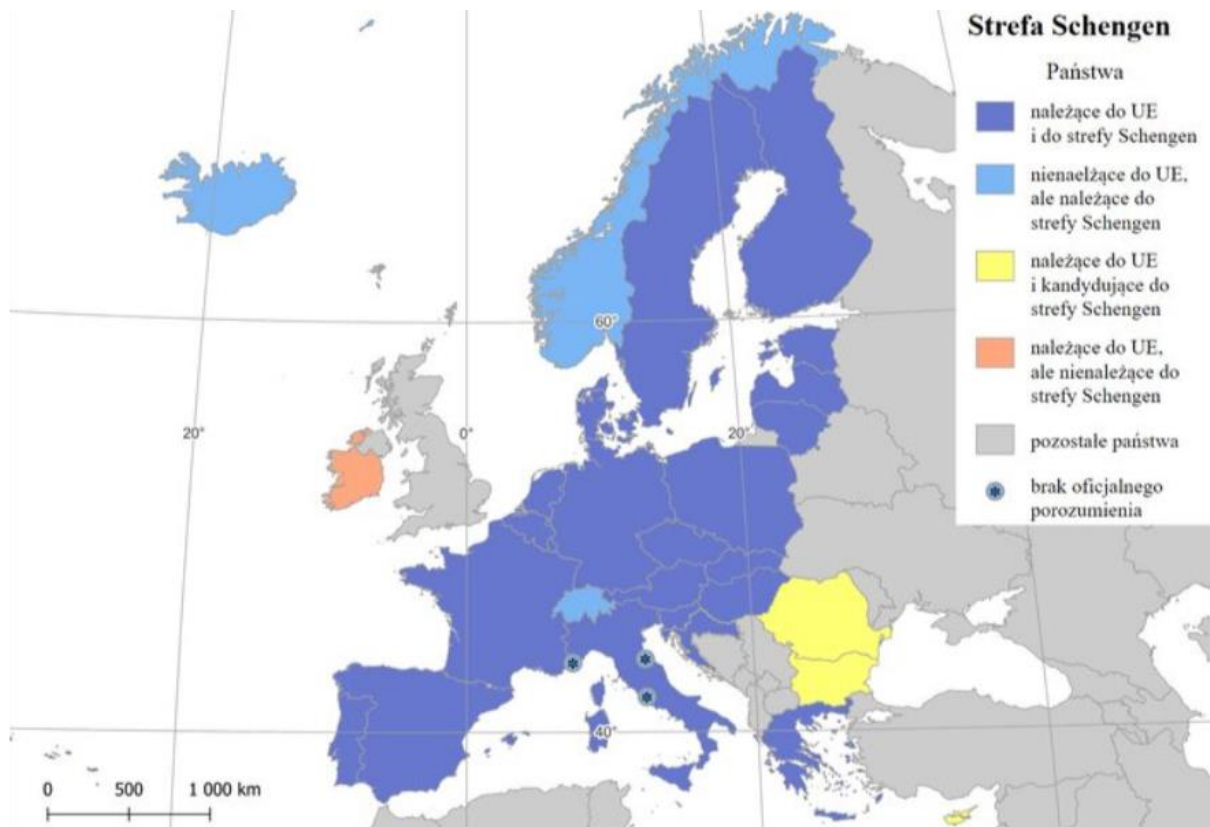 Strefa Schengen
Państwa
należące do UE
i do strefy Schengen
nienaelżące do UE,
ale należące do
strefy Schengen
należące do UE
i kandydujące do
strefy Schengen
należące do UE,
ale nienależące do
strefy Schengen
pozostałe państwa
brak oficjalnego
porozumienia
60°
20°
0°
20°
40°
0 500 1 000 km